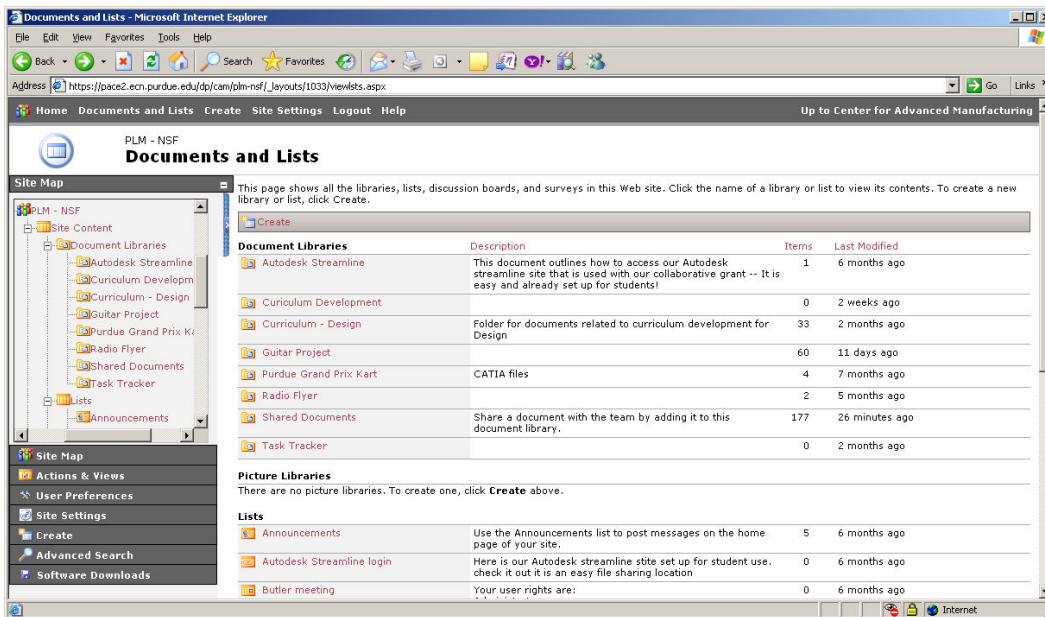 Documents and Lists - Microsoft Internet Explorer
File Edit View Favorites Tools Help
Back Search Favorites
Address https://pace2.ecn.purdue.edu/dp/cam/plm-nsf/_layouts/1033/viewlsts.aspx Go Links
Home Documents and Lists Create Site Settings Logout Help Up to Center for Advanced Manufacturing
PLM - NSF
Documents and Lists
Site Map
PLM - NSF
Site Content
Document Libraries
Autodesk Streamline
Curiculum Developm
Curriculum - Design
Guitar Project
Purdue Grand Prix Ka
Radio Flyer
Shared Documents
Task Tracker
Lists
Announcements
Site Map
Actions & Views
User Preferences
Site Settings
Create
Advanced Search
Software Downloads
This page shows all the libraries, lists, discussion boards, and surveys in this Web site. Click the name of a library or list to view its contents. To create a new
library or list, click Create.
Create
Document Libraries Description Items Last Modified
Autodesk Streamline This document outlines how to access our Autodesk 1 6 months ago
streamline site that is used with our collaborative grant -- It is
easy and already set up for students!
Curiculum Development 0 2 weeks ago
Curriculum - Design Folder for documents related to curriculum development for 33 2 months ago
Design
Guitar Project 60 11 days ago
Purdue Grand Prix Kart CATIA files 4 7 months ago
Radio Flyer 2 5 months ago
Shared Documents Share a document with the team by adding it to this 177 26 minutes ago
document library.
Task Tracker 0 2 months ago
Picture Libraries
There are no picture libraries. To create one, click Create above.
Lists
Announcements Use the Announcements list to post messages on the home 5 6 months ago
page of your site.
Autodesk Streamline login Here is our Autodesk streamline stite set up for student use. 0 6 months ago
check it out it is an easy file sharing location
Butler meeting Your user rights are: 0 6 months ago
Internet